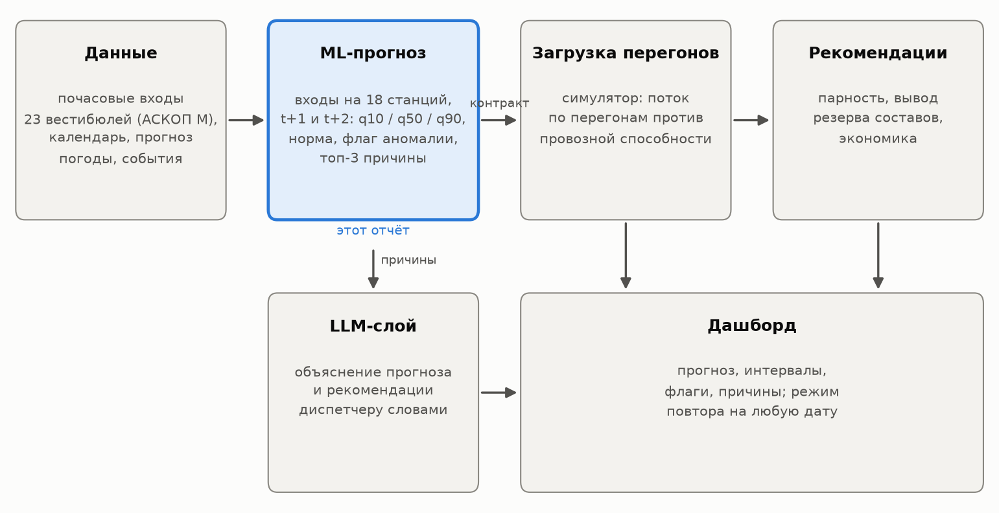 Данные
почасовые входы
23 вестибюлей (АСКОП М),
календарь, прогноз
погоды, события
ML-прогноз
входы на 18 станций,
t+1 и t+2: q10 / q50 / q90,
норма, флаг аномалии,
топ-3 причины
этот отчёт
контракт
Загрузка перегонов
симулятор: поток
по перегонам против
провозной способности
Рекомендации
парность, вывод
резерва составов,
экономика
причины
LLM-слой
объяснение прогноза
и рекомендации
диспетчеру словами
Дашборд
прогноз, интервалы,
флаги, причины; режим
повтора на любую дату